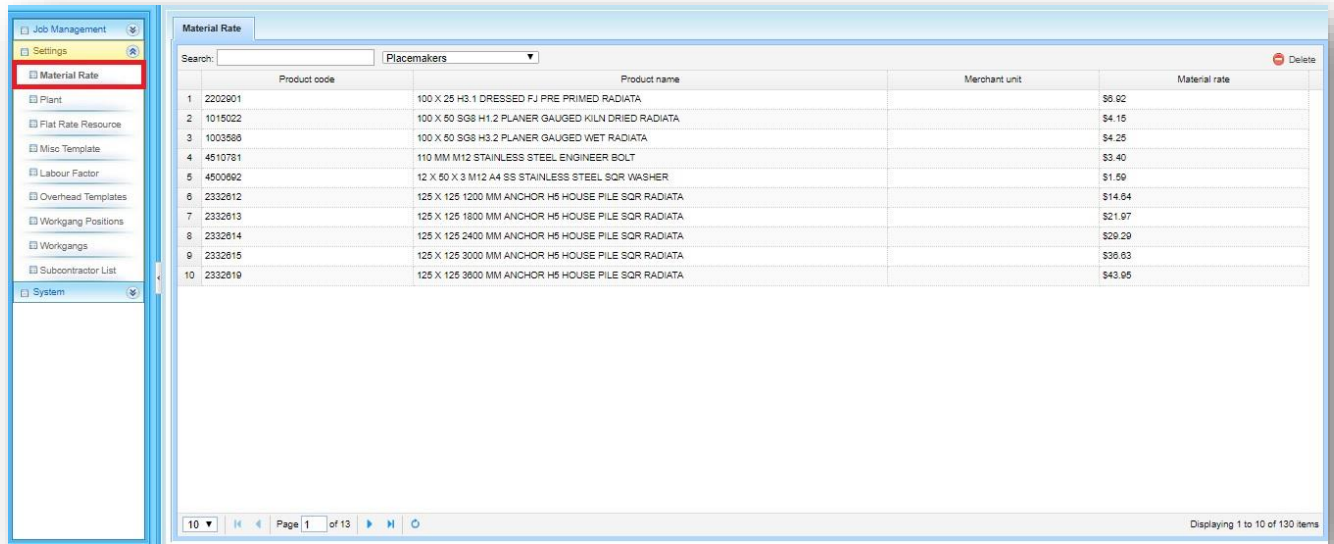 Job Management
Settings
Material Rate
Plant
Flat Rate Resource
Misc Template
Labour Factor
Overhead Templates
Workgang Positions
Workgangs
Subcontractor List
System
Material Rate
Search: Placemakers Delete
Product code Product name Merchant unit Material rate
1 2202901 100 X 25 H3.1 DRESSED FJ PRE PRIMED RADIATA $6.92
2 1015022 100 X 50 SG8 H1.2 PLANER GAUGED KILN DRIED RADIATA $4.15
3 1003586 100 X 50 SG8 H3.2 PLANER GAUGED WET RADIATA $4.25
4 4510781 110 MM M12 STAINLESS STEEL ENGINEER BOLT $3.40
5 4500692 12 X 50 X 3 M12 A4 SS STAINLESS STEEL SQR WASHER $1.59
6 2332612 125 X 125 1200 MM ANCHOR H5 HOUSE PILE SQR RADIATA $14.64
7 2332613 125 X 125 1800 MM ANCHOR H5 HOUSE PILE SQR RADIATA $21.97
8 2332614 125 X 125 2400 MM ANCHOR H5 HOUSE PILE SQR RADIATA $29.29
9 2332615 125 X 125 3000 MM ANCHOR H5 HOUSE PILE SQR RADIATA $36.63
10 2332619 125 X 125 3600 MM ANCHOR H5 HOUSE PILE SQR RADIATA $43.95
10 Page 1 of 13 Displaying 1 to 10 of 130 items